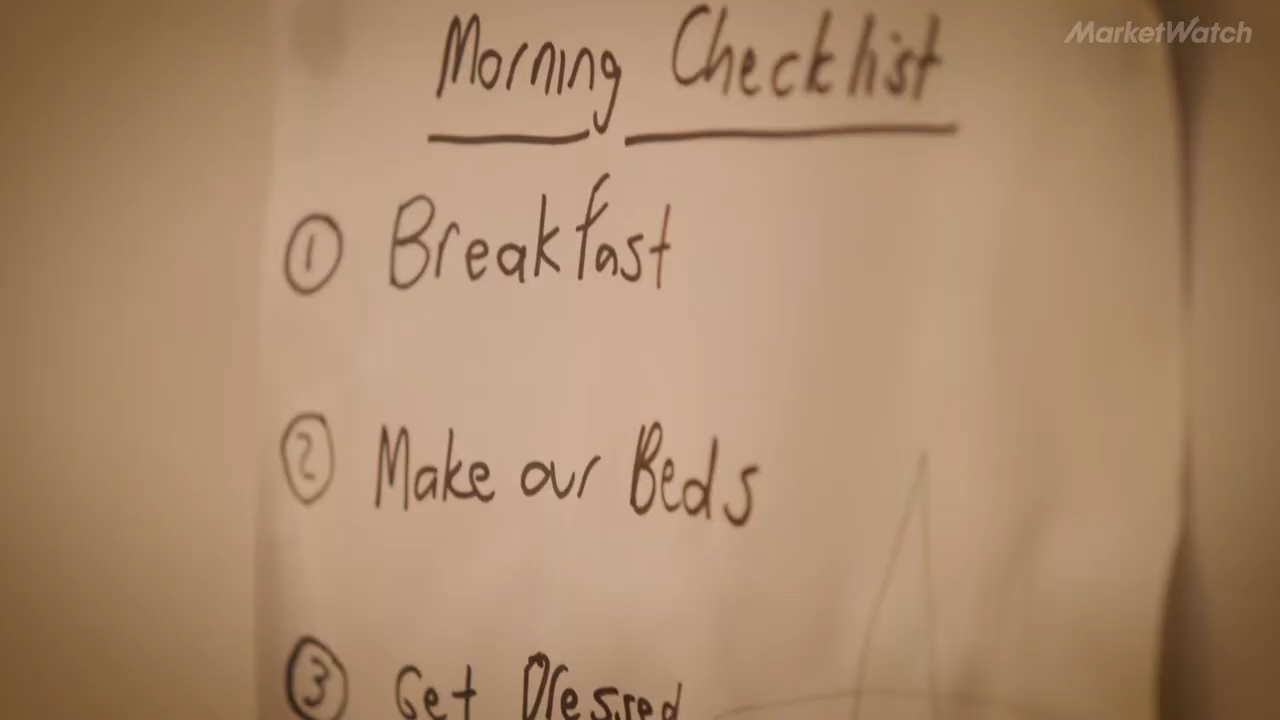 MarketWatch
Morning Checklist
① Breakfast
② Make our Beds
③ Get Dressed